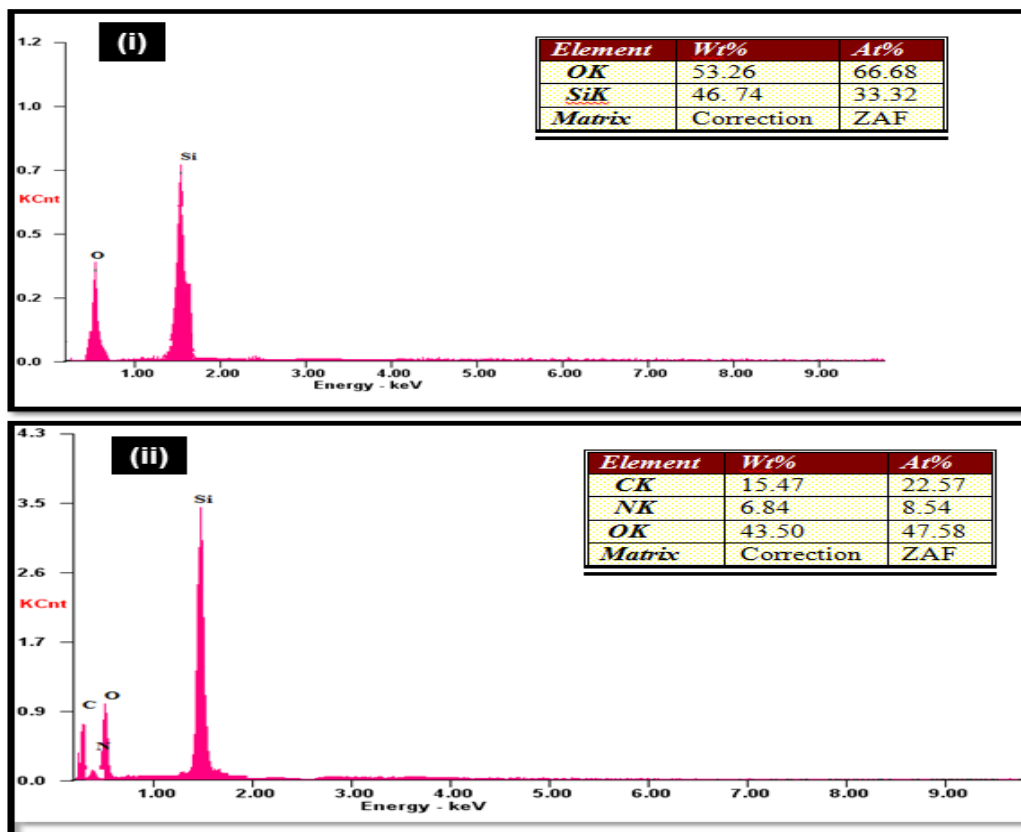 (i)
Element Wt% At%
OK 53.26 66.68
SiK 46. 74 33.32
Matrix Correction ZAF
1.2
1.0
0.7
KCnt
0.5
0.2
0.0
Si
O
1.00 2.00 3.00 4.00 5.00 6.00 7.00 8.00 9.00
Energy - keV
(ii)
Element Wt% At%
CK 15.47 22.57
NK 6.84 8.54
OK 43.50 47.58
Matrix Correction ZAF
4.3
3.5
2.6
KCnt
1.7
0.9
0.0
Si
C O
N
1.00 2.00 3.00 4.00 5.00 6.00 7.00 8.00 9.00
Energy - keV